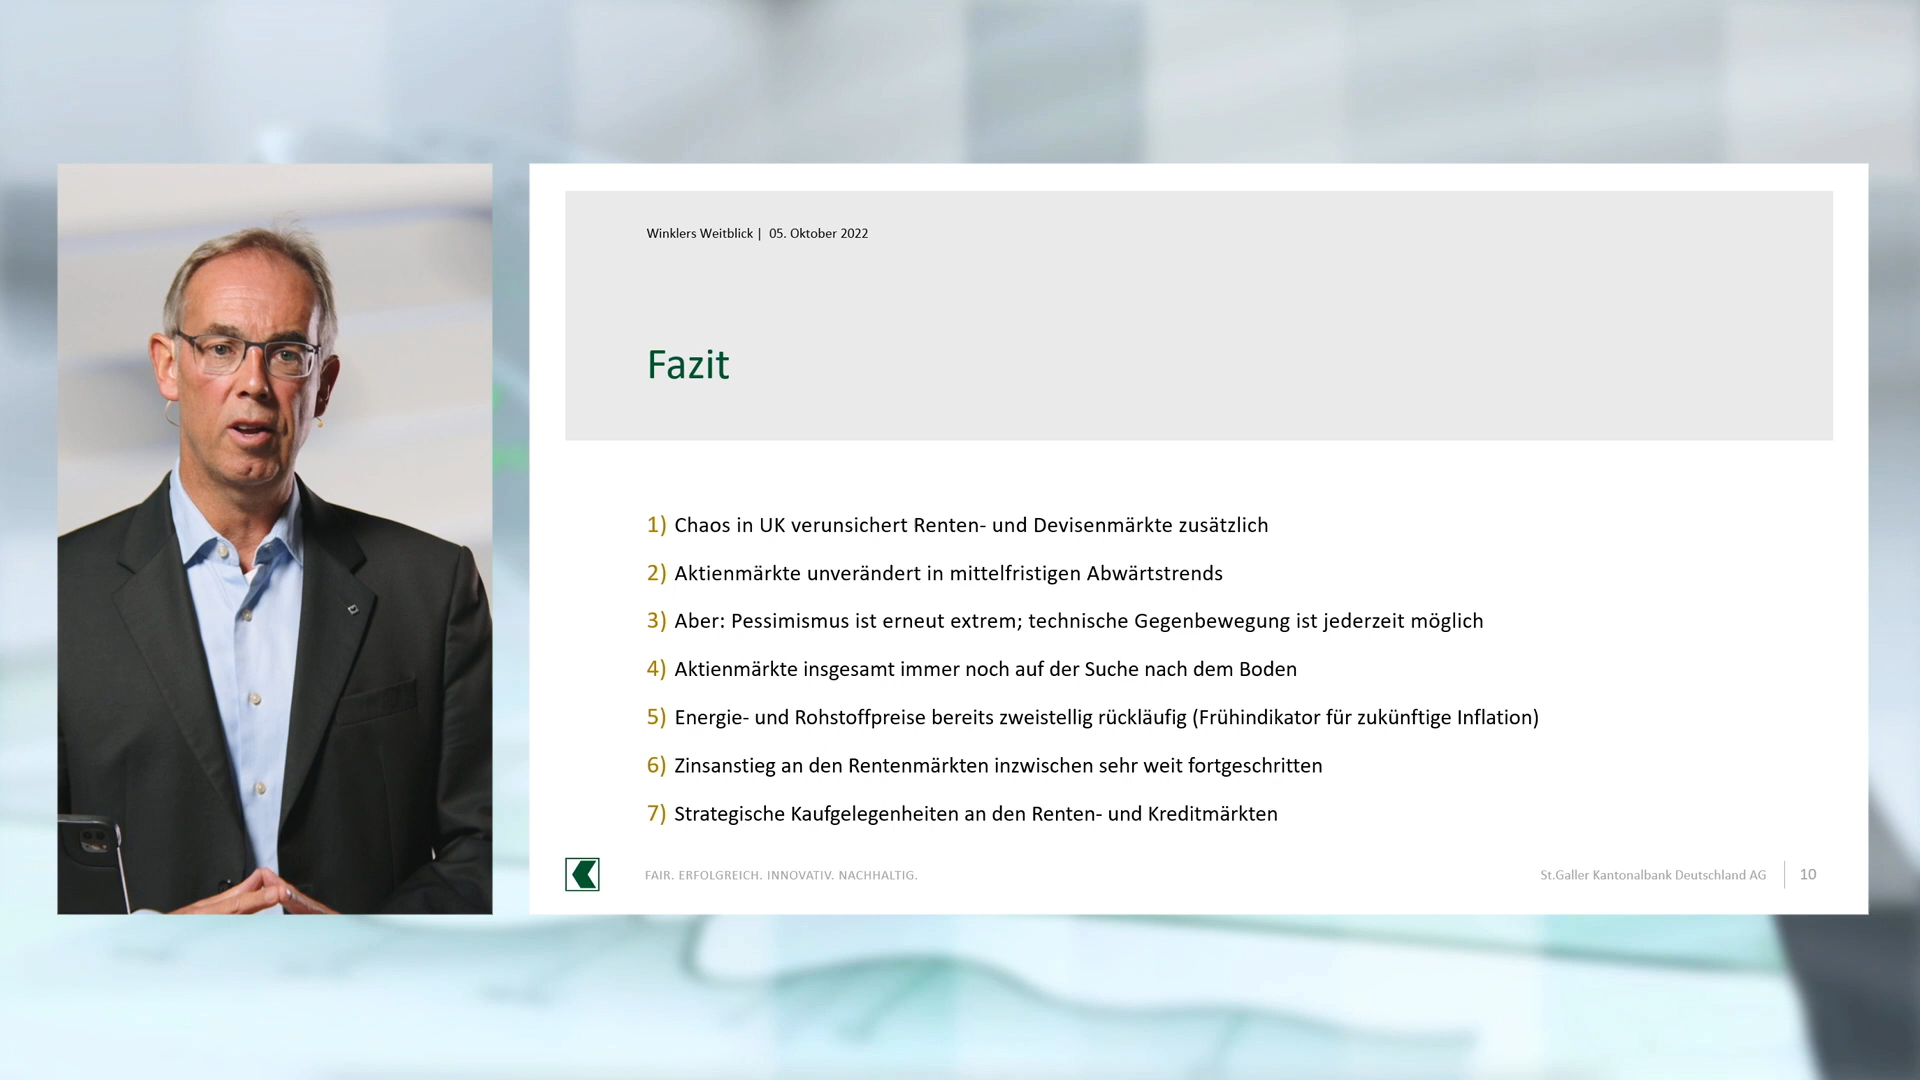 Winklers Weitblick | 05. Oktober 2022
Fazit
1) Chaos in UK verunsichert Renten- und Devisenmärkte zusätzlich
2) Aktienmärkte unverändert in mittelfristigen Abwärtstrends
3) Aber: Pessimismus ist erneut extrem; technische Gegenbewegung ist jederzeit möglich
4) Aktienmärkte insgesamt immer noch auf der Suche nach dem Boden
5) Energie- und Rohstoffpreise bereits zweistellig rückläufig (Frühindikator für zukünftige Inflation)
6) Zinsanstieg an den Rentenmärkten inzwischen sehr weit fortgeschritten
7) Strategische Kaufgelegenheiten an den Renten- und Kreditmärkten
FAIR. ERFOLGREICH. INNOVATIV. NACHHALTIG.
St.Galler Kantonalbank Deutschland AG | 10